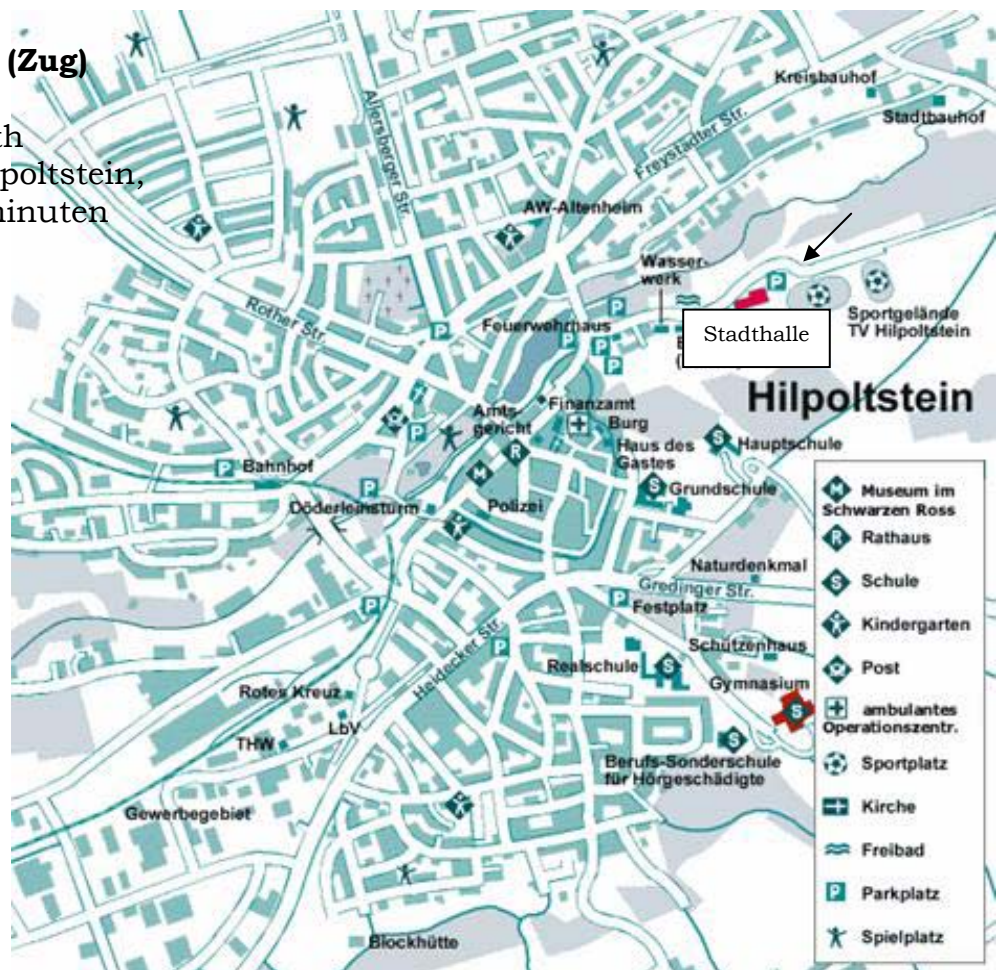 (Zug)
poltstein,
minuten
Kreisbauhof
Stadtbauhof
Allersberger Str.
Freystadter Str.
AW-Altenheim
Wasser-
werk
Rother Str.
Feuerwehrhaus
Stadthalle
Sportgelände
TV Hilpoltstein
Hilpoltstein
Amts-
gericht
Finanzamt
Burg
Haus des
Gastes
Hauptschule
Grundschule
Bahnhof
Döderleinsturm
Polizei
Naturdenkmal
Gredinger Str.
Festplatz
Schützenhaus
Realschule
Gymnasium
Heidecker Str.
Rotes Kreuz
LbV
THW
Berufs-Sonderschule
für Hörgeschädigte
Gewerbegebiet
Blockhütte
M Museum im
Schwarzen Ross
R Rathaus
S Schule
Kindergarten
Post
ambulantes
Operationszentr.
Sportplatz
Kirche
Freibad
P Parkplatz
Spielplatz